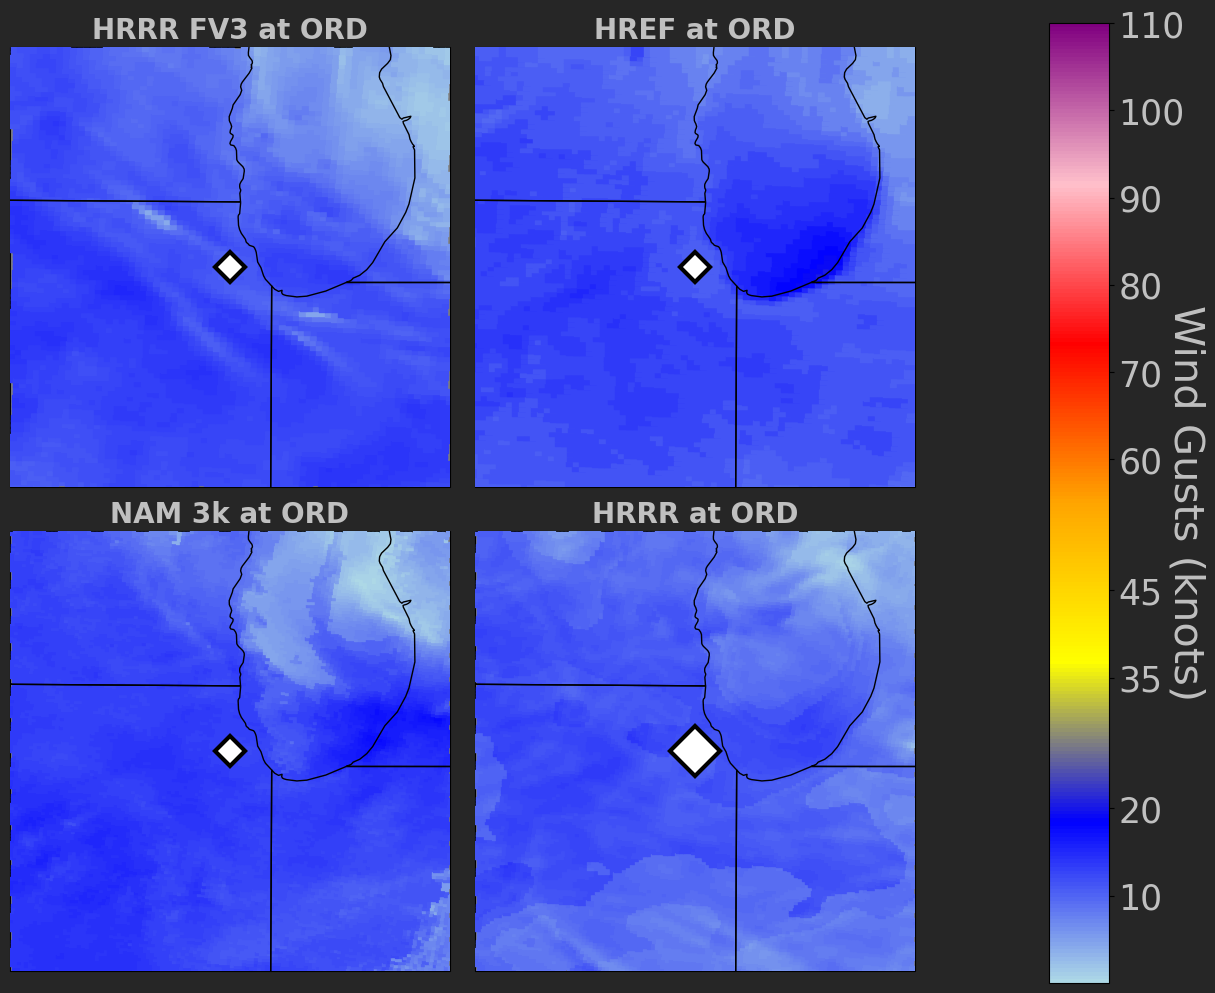 HRRR FV3 at ORD
HREF at ORD
NAM 3k at ORD
HRRR at ORD
110
100
90
80
70
60
45
35
20
10
Wind Gusts (knots)